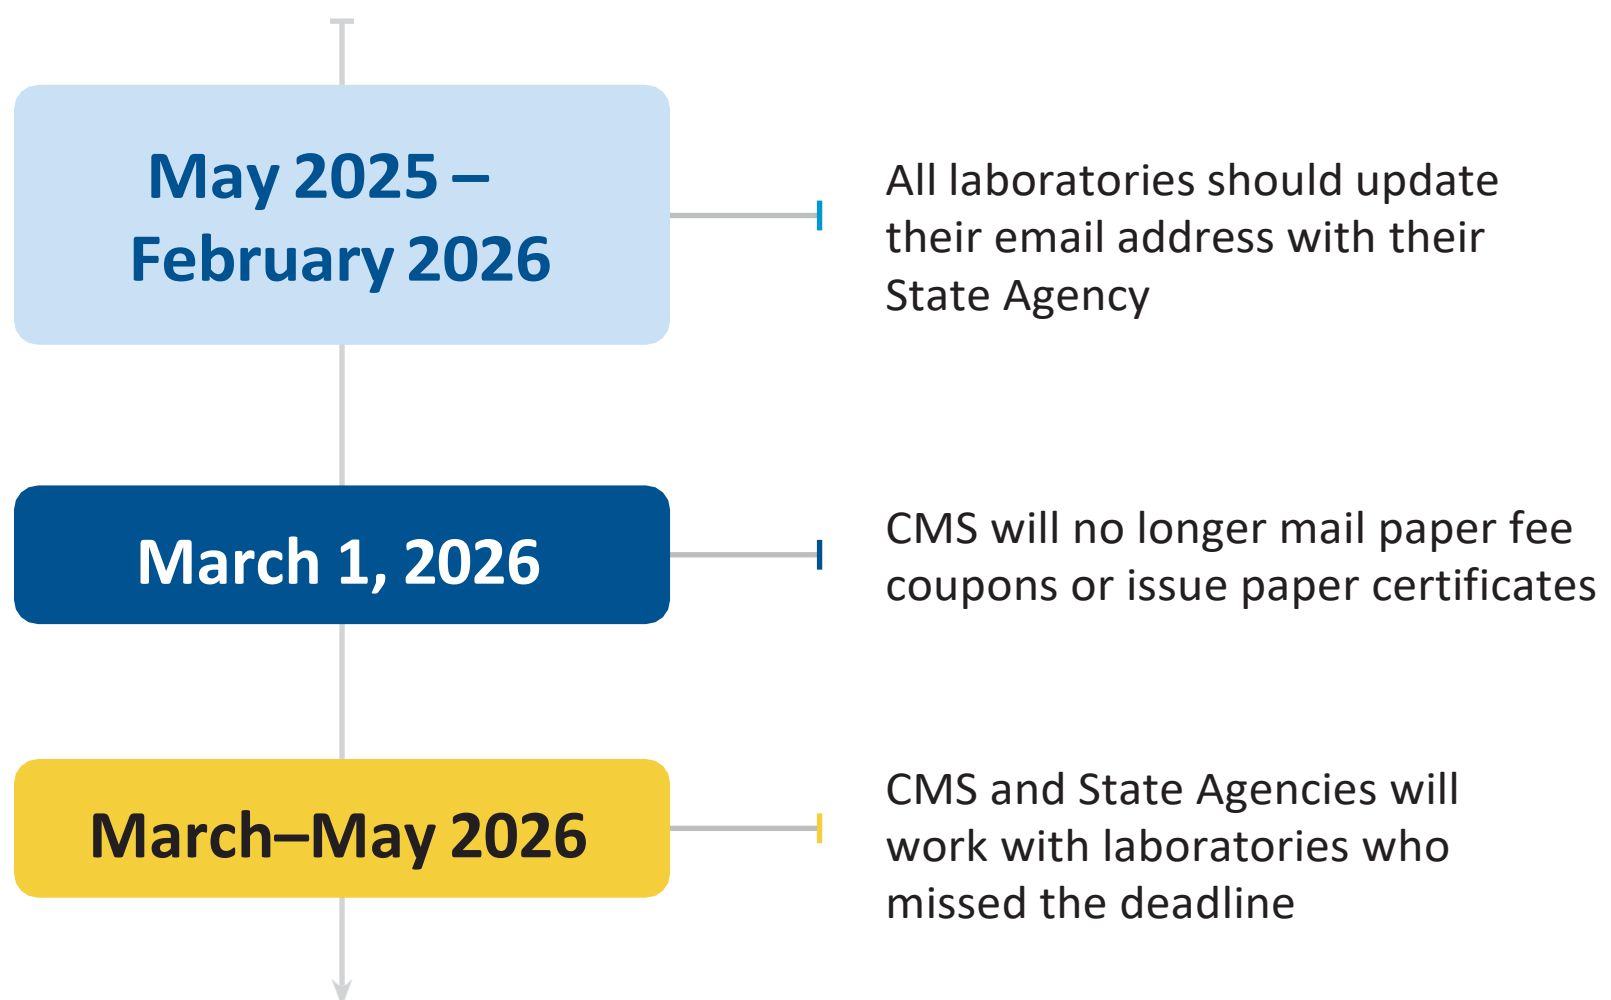 May 2025 –
February 2026
All laboratories should update
their email address with their
State Agency
March 1, 2026
CMS will no longer mail paper fee
coupons or issue paper certificates
March–May 2026
CMS and State Agencies will
work with laboratories who
missed the deadline